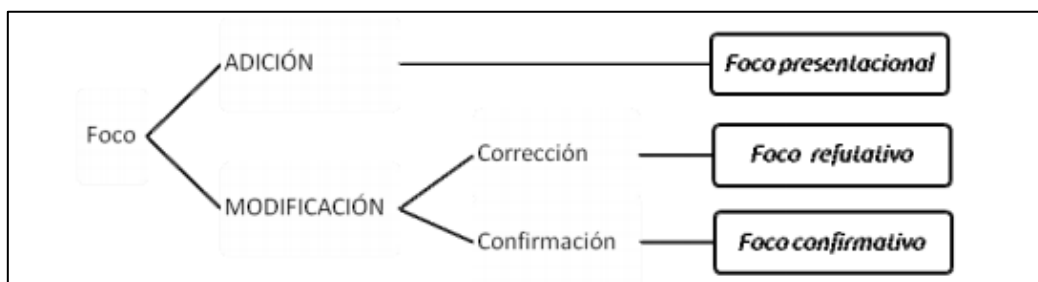 ADICIÓN
Foco presentacional
Foco
Corrección
Foco refutativo
MODIFICACIÓN
Confirmación
Foco confirmativo